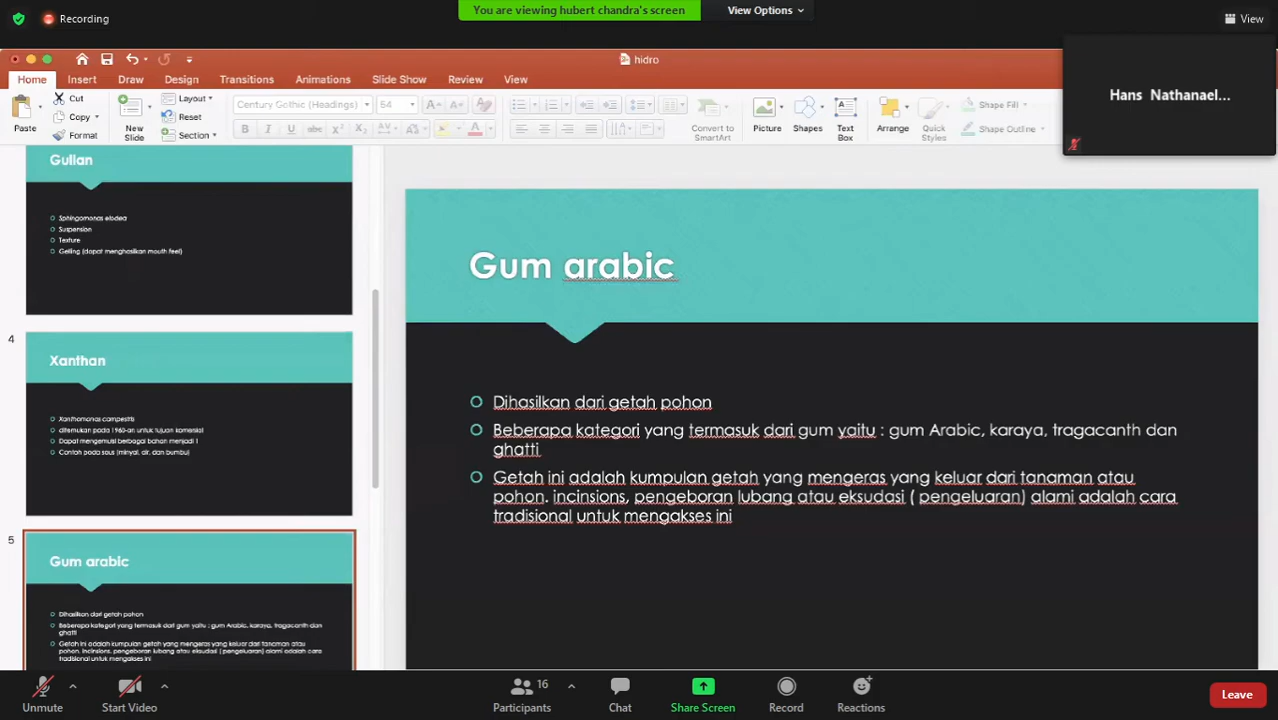 Recording
You are viewing hubert chandra's screen
View Options
View
hidro
Home Insert Draw Design Transitions Animations Slide Show Review View
Hans Nathanael...
Paste
Cut
Copy
Format
New Slide
Layout
Reset
Section
Century Gothic (Headings) 54
Convert to SmartArt
Picture
Shapes
Text Box
Arrange
Quick Styles
Shape Fill
Shape Outline
Gullan
Sphingomonas elodea
Suspension
Texture
Gelling (dapat menghasilkan mouth feel)
4
Xanthan
Xanthomonas campestris
ditemukan pada 1960-an untuk tujuan komersial
Dapat mengemulsi berbagai bahan menjadi 1
Contoh pada saus (minyal, air, dan bumbu)
5
Gum arabic
Dihasilkan dari getah pohon
Beberapa kategori yang termasuk dari gum yaitu : gum Arabic, karaya, tragacanth dan
ghatti
Getah ini adalah kumpulan getah yang mengeras yang keluar dari tanaman atau
pohon. incinsions, pengeboran lubang atau eksudasi ( pengeluaran) alami adalah cara
tradisional untuk mengakses ini
Gum arabic
Dihasilkan dari getah pohon
Beberapa kategori yang termasuk dari gum yaitu : gum Arabic, karaya, tragacanth dan
ghatti
Getah ini adalah kumpulan getah yang mengeras yang keluar dari tanaman atau
pohon. incinsions, pengeboran lubang atau eksudasi ( pengeluaran) alami adalah cara
tradisional untuk mengakses ini
Unmute
Start Video
16
Participants
Chat
Share Screen
Record
Reactions
Leave